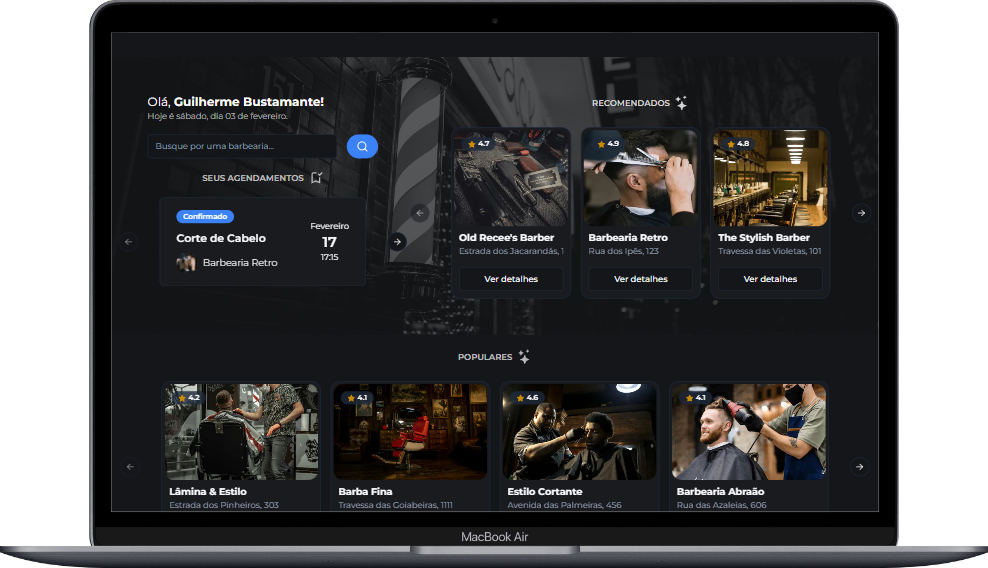 Olá, Guilherme Bustamante!
Hoje é sábado, dia 03 de fevereiro.
Busque por uma barbearia...
SEUS AGENDAMENTOS
Confirmado
Corte de Cabelo
Barbearia Retro
Fevereiro
17
17:15
RECOMENDADOS
4.7
Old Recee's Barber
Estrada dos Jacarandás, 1
Ver detalhes
4.9
Barbearia Retro
Rua dos Ipês, 123
Ver detalhes
4.8
The Stylish Barber
Travessa das Violetas, 101
Ver detalhes
POPULARES
4.2
Lâmina & Estilo
Estrada dos Pinheiros, 303
4.1
Barba Fina
Travessa das Goiabeiras, 1111
4.6
Estilo Cortante
Avenida das Palmeiras, 456
4.1
Barbearia Abraão
Rua das Azaleias, 606
MacBook Air